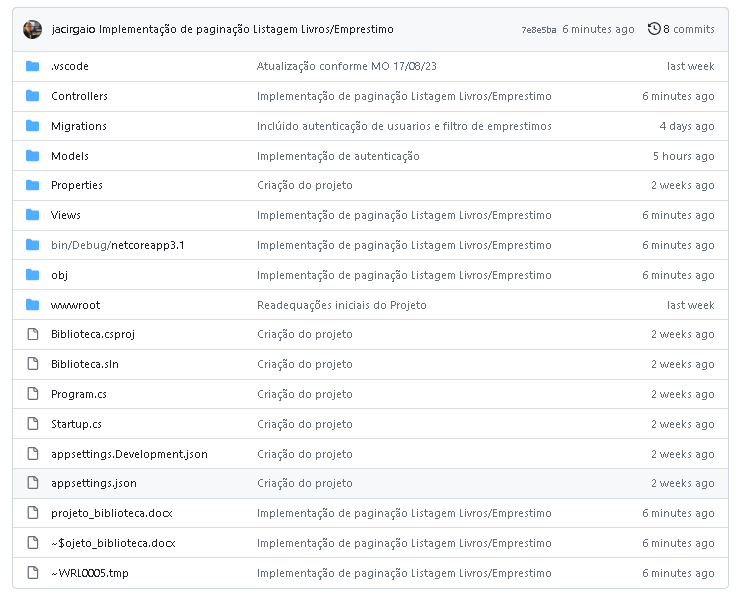 jacirgaio Implementação de paginação Listagem Livros/Emprestimo 7e8e5ba 6 minutes ago 8 commits
.vscode Atualização conforme MO 17/08/23 last week
Controllers Implementação de paginação Listagem Livros/Emprestimo 6 minutes ago
Migrations Inclúido autenticação de usuarios e filtro de emprestimos 4 days ago
Models Implementação de autenticação 5 hours ago
Properties Criação do projeto 2 weeks ago
Views Implementação de paginação Listagem Livros/Emprestimo 6 minutes ago
bin/Debug/netcoreapp3.1 Implementação de paginação Listagem Livros/Emprestimo 6 minutes ago
obj Implementação de paginação Listagem Livros/Emprestimo 6 minutes ago
wwwroot Readequações iniciais do Projeto last week
Biblioteca.csproj Criação do projeto 2 weeks ago
Biblioteca.sln Criação do projeto 2 weeks ago
Program.cs Criação do projeto 2 weeks ago
Startup.cs Criação do projeto 2 weeks ago
appsettings.Development.json Criação do projeto 2 weeks ago
appsettings.json Criação do projeto 2 weeks ago
projeto_biblioteca.docx Implementação de paginação Listagem Livros/Emprestimo 6 minutes ago
~$ojeto_biblioteca.docx Implementação de paginação Listagem Livros/Emprestimo 6 minutes ago
~WRL0005.tmp Implementação de paginação Listagem Livros/Emprestimo 6 minutes ago